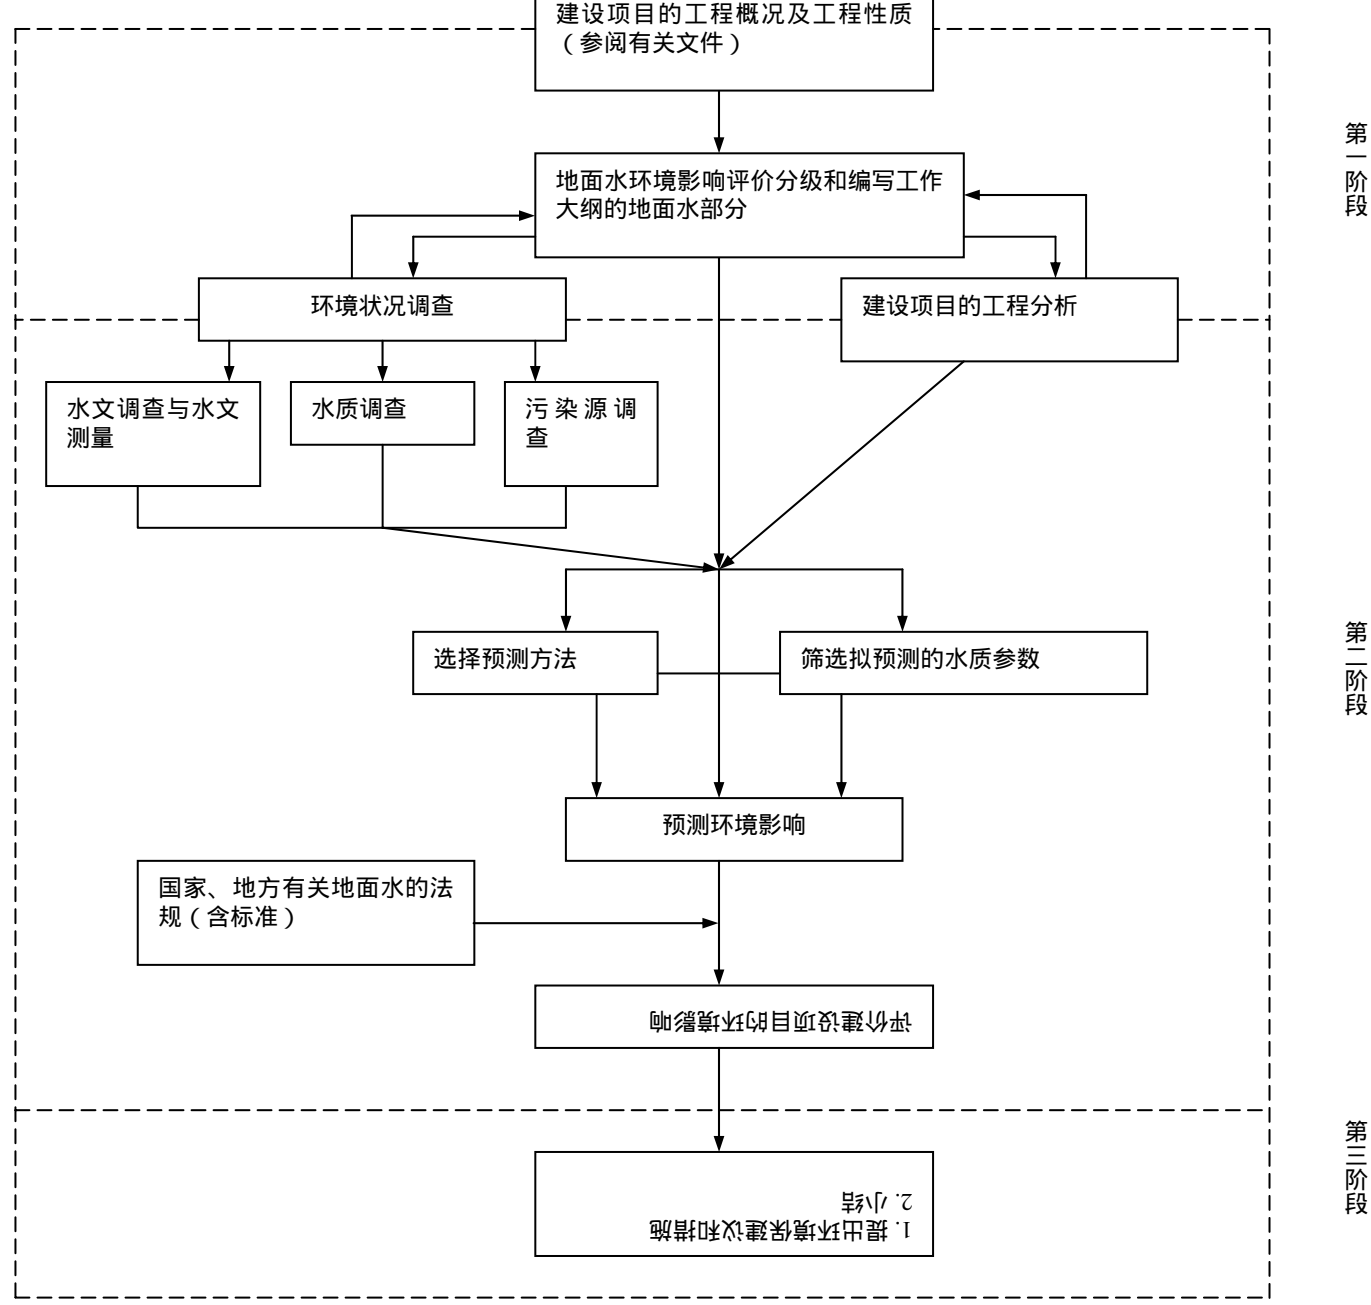 建设项目的工程概况及工程性质
（参阅有关文件）
第一阶段
地面水环境影响评价分级和编写工作
大纲的地面水部分
环境状况调查
建设项目的工程分析
水文调查与水文
测量
水质调查
污染源调
查
选择预测方法
筛选拟预测的水质参数
第二阶段
预测环境影响
国家、地方有关地面水的法
规（含标准）
评价建设项目的环境影响
第三阶段
1. 提出环境保建议和措施
2. 小结